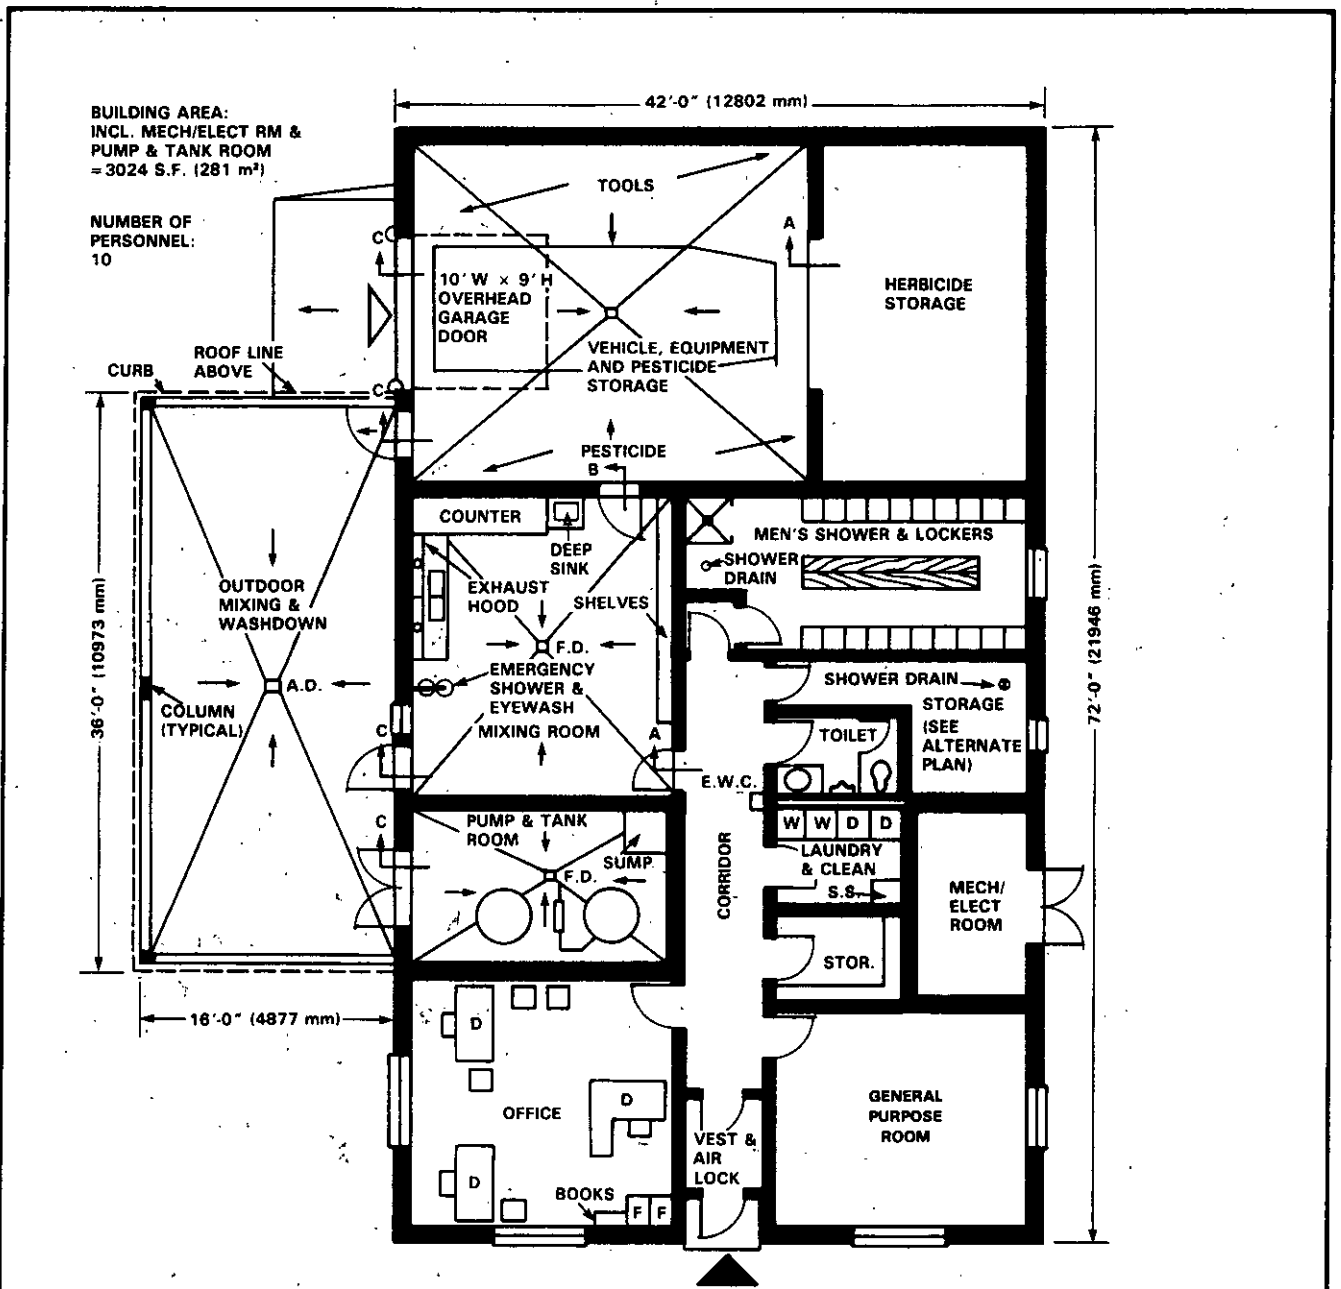 42'-0" (12802 mm)
BUILDING AREA:
INCL. MECH/ELECT RM &
PUMP & TANK ROOM
= 3024 S.F. (281 m²)
NUMBER OF
PERSONNEL:
10
TOOLS
C
A
10' W × 9' H
OVERHEAD
GARAGE
DOOR
HERBICIDE
STORAGE
VEHICLE, EQUIPMENT
AND PESTICIDE
STORAGE
ROOF LINE
ABOVE
CURB
C
PESTICIDE
B
COUNTER
DEEP
SINK
MEN'S SHOWER & LOCKERS
SHOWER
DRAIN
EXHAUST
HOOD
SHELVES
OUTDOOR
MIXING &
WASHDOWN
F.D.
EMERGENCY
SHOWER &
EYEWASH
MIXING ROOM
A.D.
COLUMN
(TYPICAL)
36'-0" (10973 mm)
72'-0" (21946 mm)
SHOWER DRAIN
STORAGE
(SEE
ALTERNATE
PLAN)
TOILET
C
A
E.W.C.
C
PUMP & TANK
ROOM
SUMP
F.D.
CORRIDOR
W W D D
LAUNDRY
& CLEAN
S.S.
MECH/
ELECT
ROOM
STOR.
16'-0" (4877 mm)
D
OFFICE
D
D
BOOKS
F F
VEST &
AIR
LOCK
GENERAL
PURPOSE
ROOM